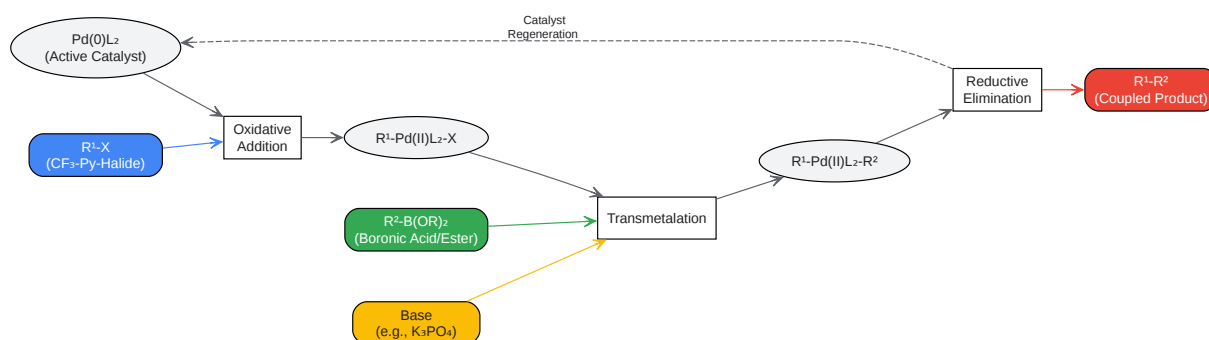 Catalyst
Regeneration
Pd(0)L₂
(Active Catalyst)
Reductive
Elimination
R¹-R²
(Coupled Product)
Oxidative
Addition
R¹-Pd(II)L₂-X
R¹-X
(CF₃-Py-Halide)
R¹-Pd(II)L₂-R²
Transmetalation
R²-B(OR)₂
(Boronic Acid/Ester)
Base
(e.g., K₃PO₄)